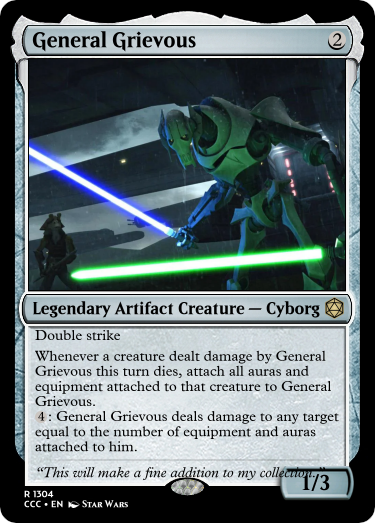 General Grievous 2
Legendary Artifact Creature — Cyborg
Double strike
Whenever a creature dealt damage by General
Grievous this turn dies, attach all auras and
equipment attached to that creature to General
Grievous.
4: General Grievous deals damage to any target
equal to the number of equipment and auras
attached to him.
“This will make a fine addition to my collection.”
1/3
R 1304
CCC • EN STAR WARS